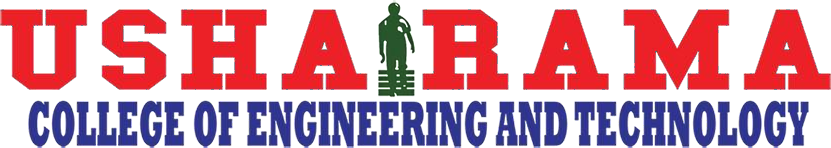 USHA RAMA
COLLEGE OF ENGINEERING AND TECHNOLOGY